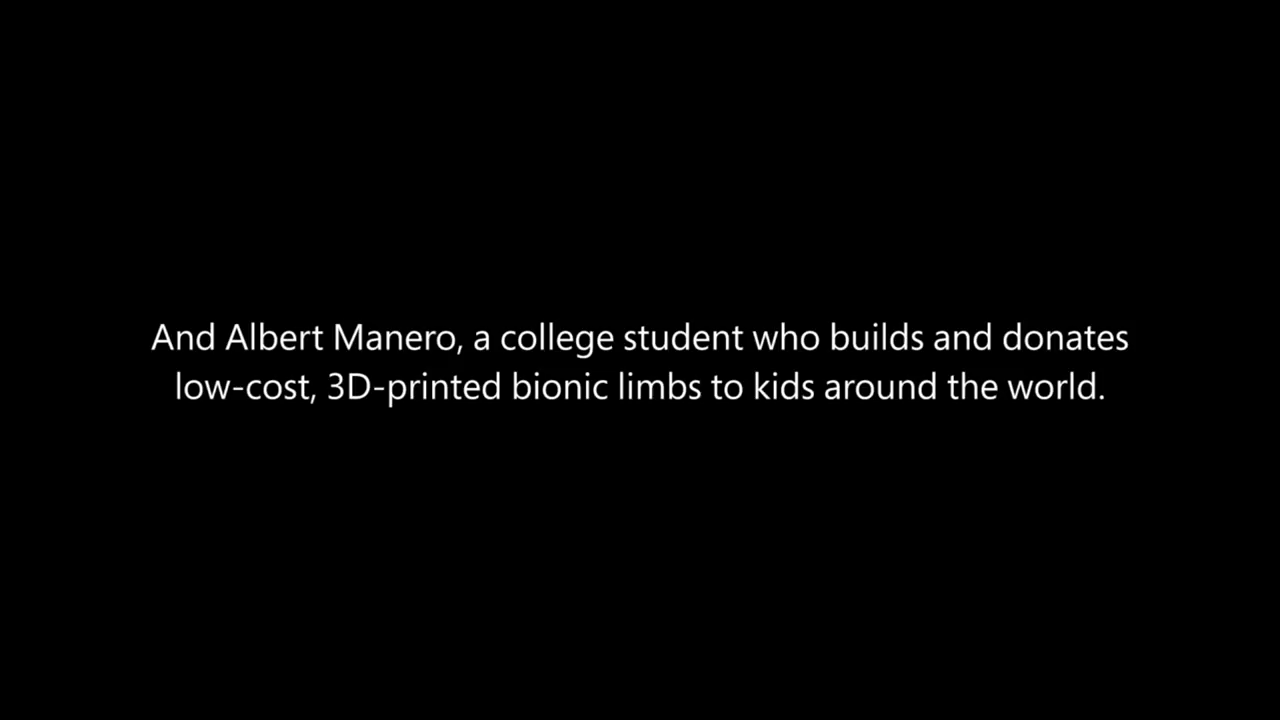 And Albert Manero, a college student who builds and donates
low-cost, 3D-printed bionic limbs to kids around the world.